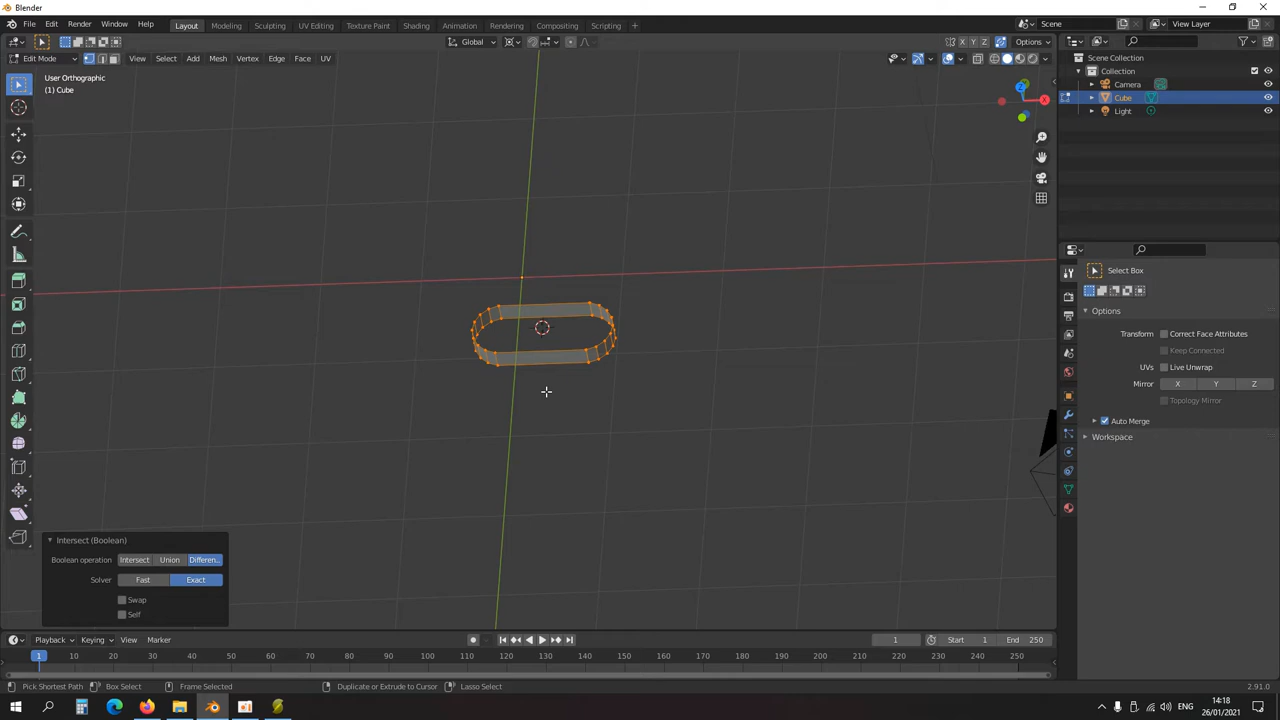 Blender
File Edit Render Window Help Layout Modeling Sculpting UV Editing Texture Paint Shading Animation Rendering Compositing Scripting + Scene View Layer
Global X Y Z Options
Edit Mode View Select Add Mesh Vertex Edge Face UV
User Orthographic
(1) Cube
Z
X
Scene Collection
Collection
Camera
Cube
Light
Select Box
Options
Transform Correct Face Attributes
Keep Connected
UVs Live Unwrap
Mirror X Y Z
Topology Mirror
Auto Merge
Workspace
Intersect (Boolean)
Boolean operation Intersect Union Differen..
Solver Fast Exact
Swap
Self
Playback Keying View Marker 1 Start 1 End 250
1 10 20 30 40 50 60 70 80 90 100 110 120 130 140 150 160 170 180 190 200 210 220 230 240 250
Pick Shortest Path Box Select Frame Selected Duplicate or Extrude to Cursor Lasso Select 2.91.0
ENG 14:18
26/01/2021